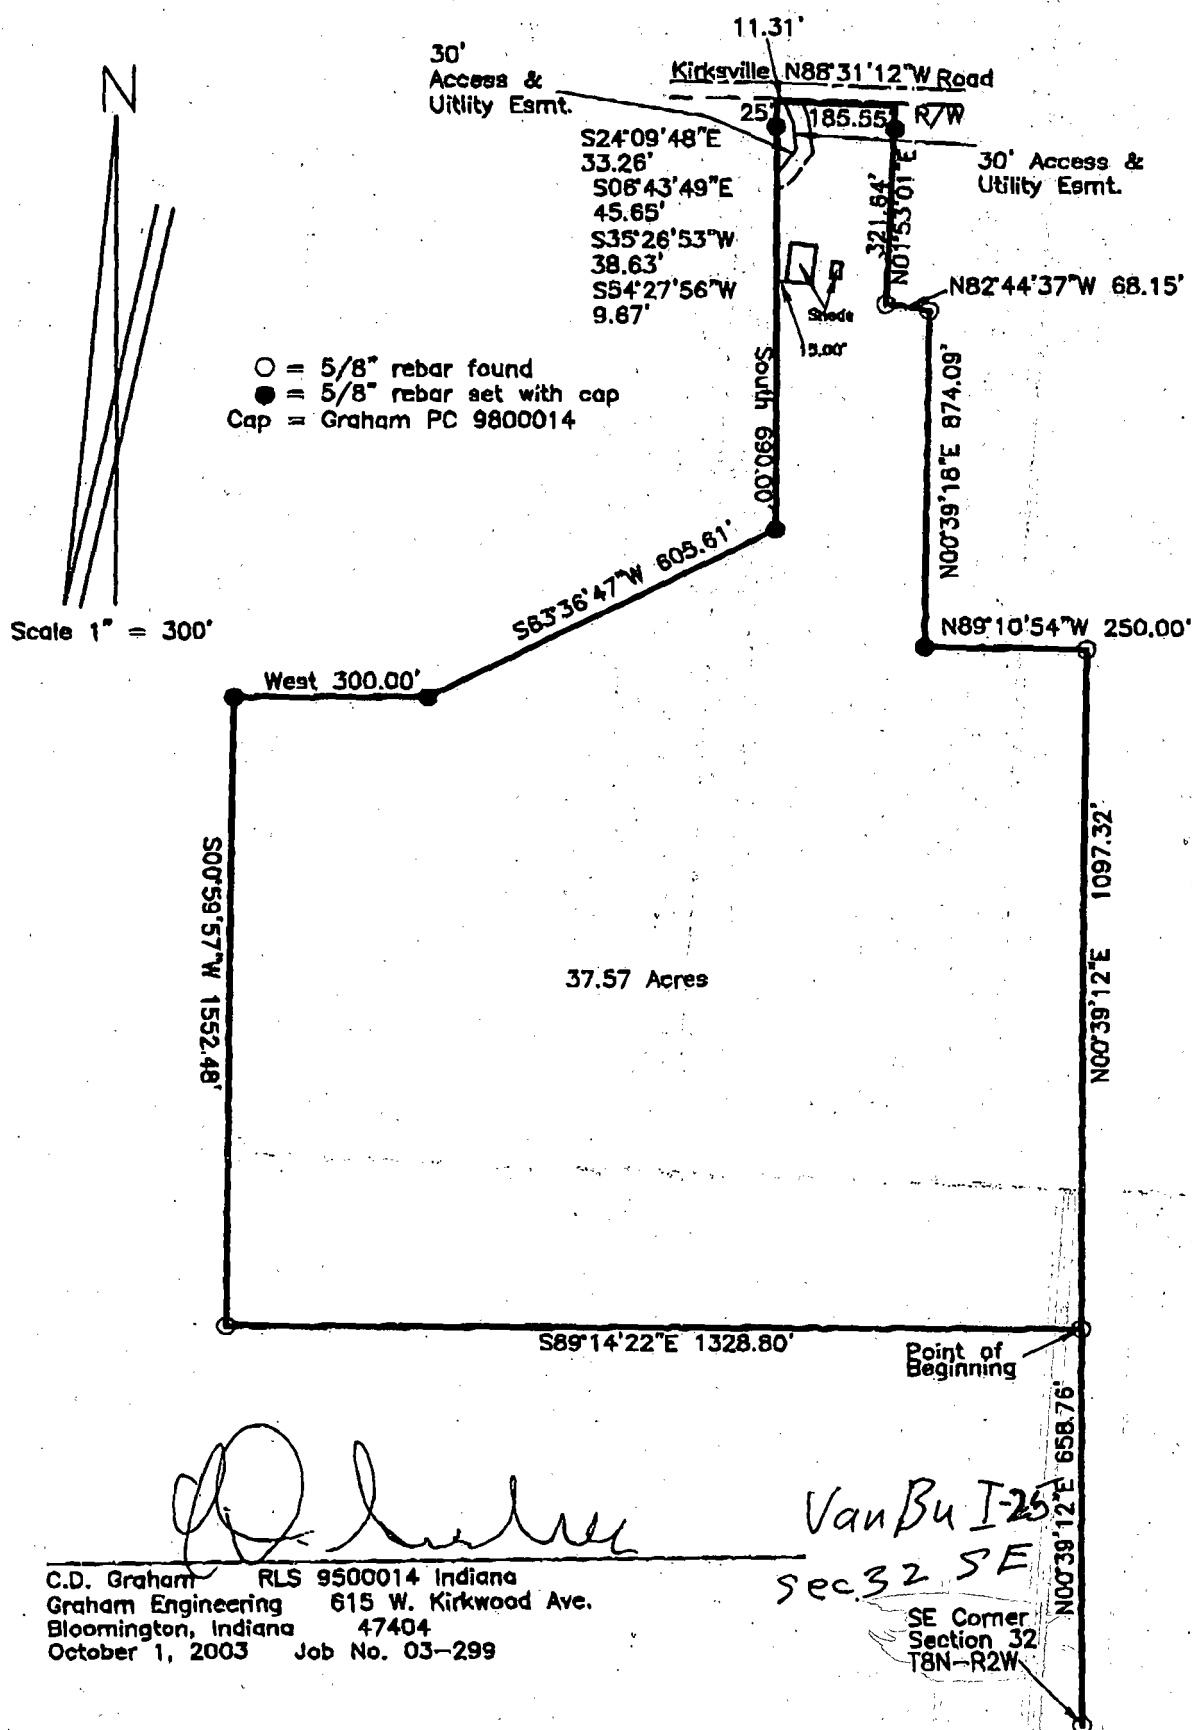 11.31'
N
30'
Access &
Uitlity Esmt.
Kirksville N88°31'12"W Road
25'
185.55'
R/W
S24°09'48"E
33.26'
S06°43'49"E
45.65'
S35°26'53"W
38.63'
S54°27'56"W
9.67'
30' Access &
Utility Esmt.
321.64'
N01°53'01"E
N82°44'37"W 68.15'
Sheds
15.00'
○ = 5/8" rebar found
● = 5/8" rebar set with cap
Cap = Graham PC 9800014
South 690.00'
N00°39'18"E 874.09'
S63°36'47"W 605.61'
Scale 1" = 300'
N89°10'54"W 250.00'
West 300.00'
S00°59'57"W 1552.48'
N00°39'12"E 1097.32'
37.57 Acres
S89°14'22"E 1328.80'
Point of
Beginning
N00°39'12"E 658.76'
Van Bu I-25
sec.32 SE
C.D. Graham RLS 9500014 Indiana
Graham Engineering 615 W. Kirkwood Ave.
Bloomington, Indiana 47404
October 1, 2003 Job No. 03-299
SE Corner
Section 32
T8N-R2W